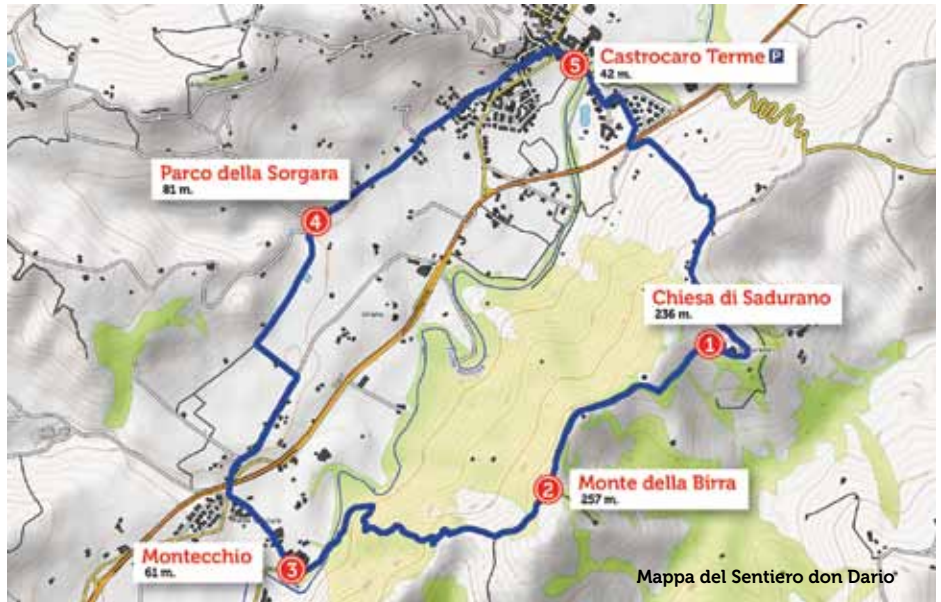 5
Castrocaro Terme P
42 m.
Parco della Sorgara
81 m.
4
Chiesa di Sadurano
236 m.
1
2
Monte della Birra
257 m.
Montecchio
61 m.
3
Mappa del Sentiero don Dario